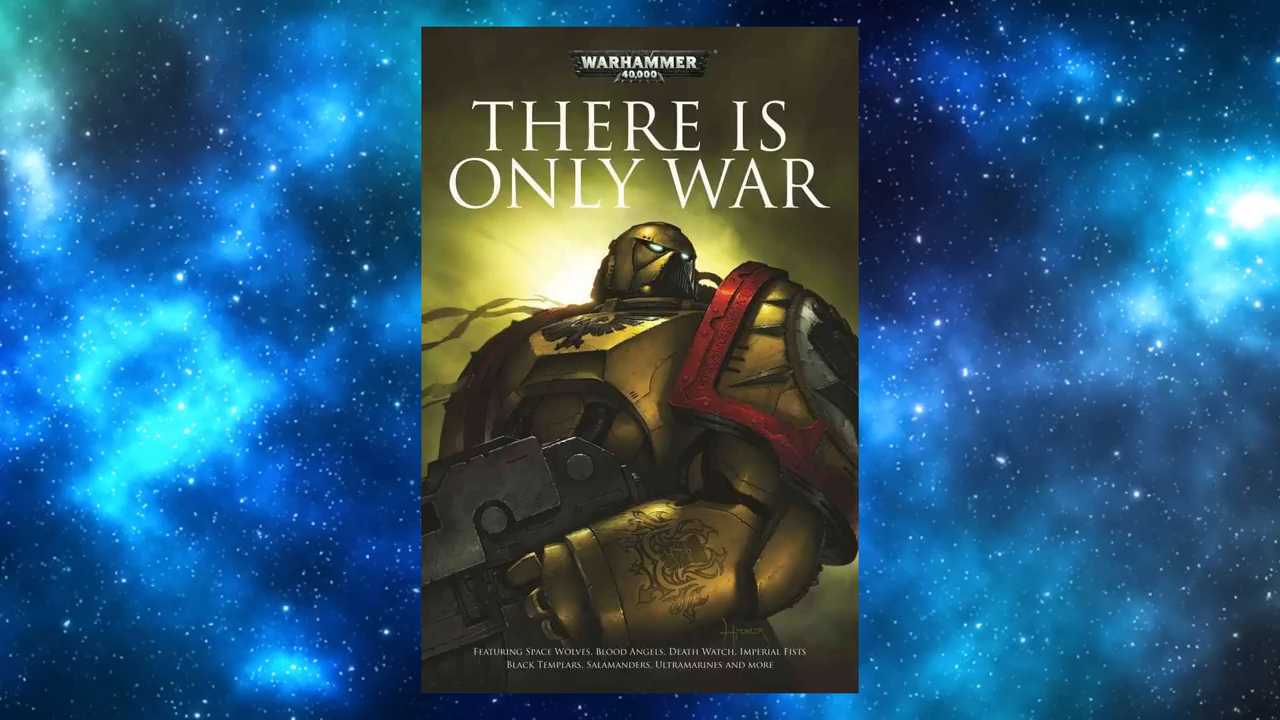 WARHAMMER
40,000
THERE IS
ONLY WAR
FEATURING SPACE WOLVES, BLOOD ANGELS, DEATH WATCH, IMPERIAL FISTS
BLACK TEMPLARS, SALAMANDERS, ULTRAMARINES AND MORE